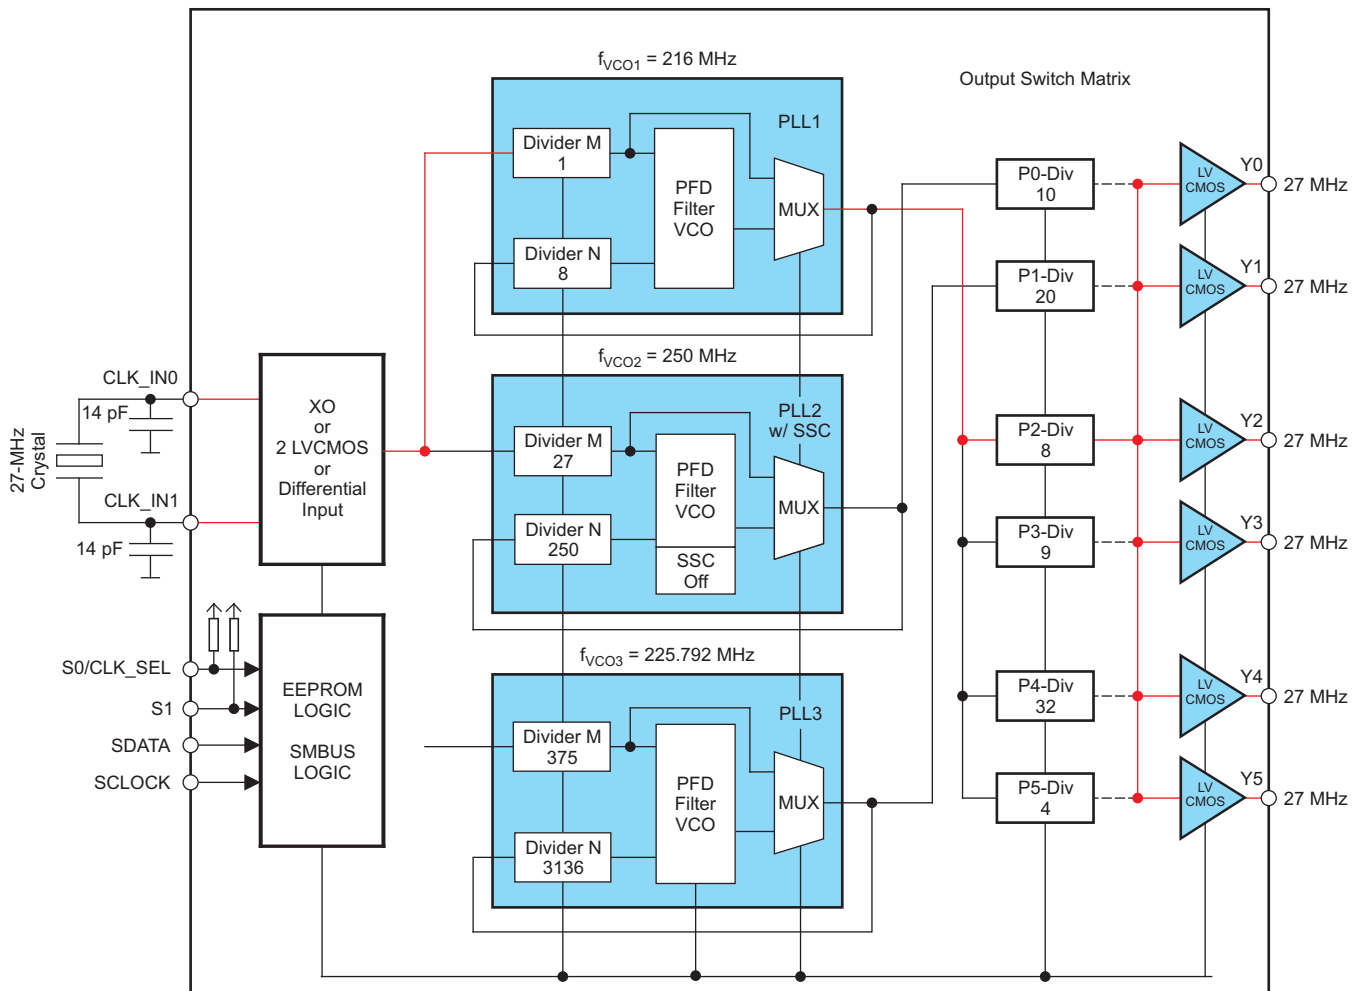 fVCO1 = 216 MHz
Output Switch Matrix
PLL1
Divider M
1
PFD
Filter
VCO
MUX
Divider N
8
P0-Div
10
LV
CMOS
Y0
27 MHz
P1-Div
20
LV
CMOS
Y1
27 MHz
fVCO2 = 250 MHz
CLK_IN0
14 pF
27-MHz
Crystal
CLK_IN1
14 pF
XO
or
2 LVCMOS
or
Differential
Input
PLL2
w/ SSC
Divider M
27
PFD
Filter
VCO
SSC
Off
MUX
Divider N
250
P2-Div
8
LV
CMOS
Y2
27 MHz
P3-Div
9
LV
CMOS
Y3
27 MHz
S0/CLK_SEL
S1
SDATA
SCLOCK
EEPROM
LOGIC
SMBUS
LOGIC
fVCO3 = 225.792 MHz
PLL3
Divider M
375
PFD
Filter
VCO
MUX
Divider N
3136
P4-Div
32
LV
CMOS
Y4
27 MHz
P5-Div
4
LV
CMOS
Y5
27 MHz